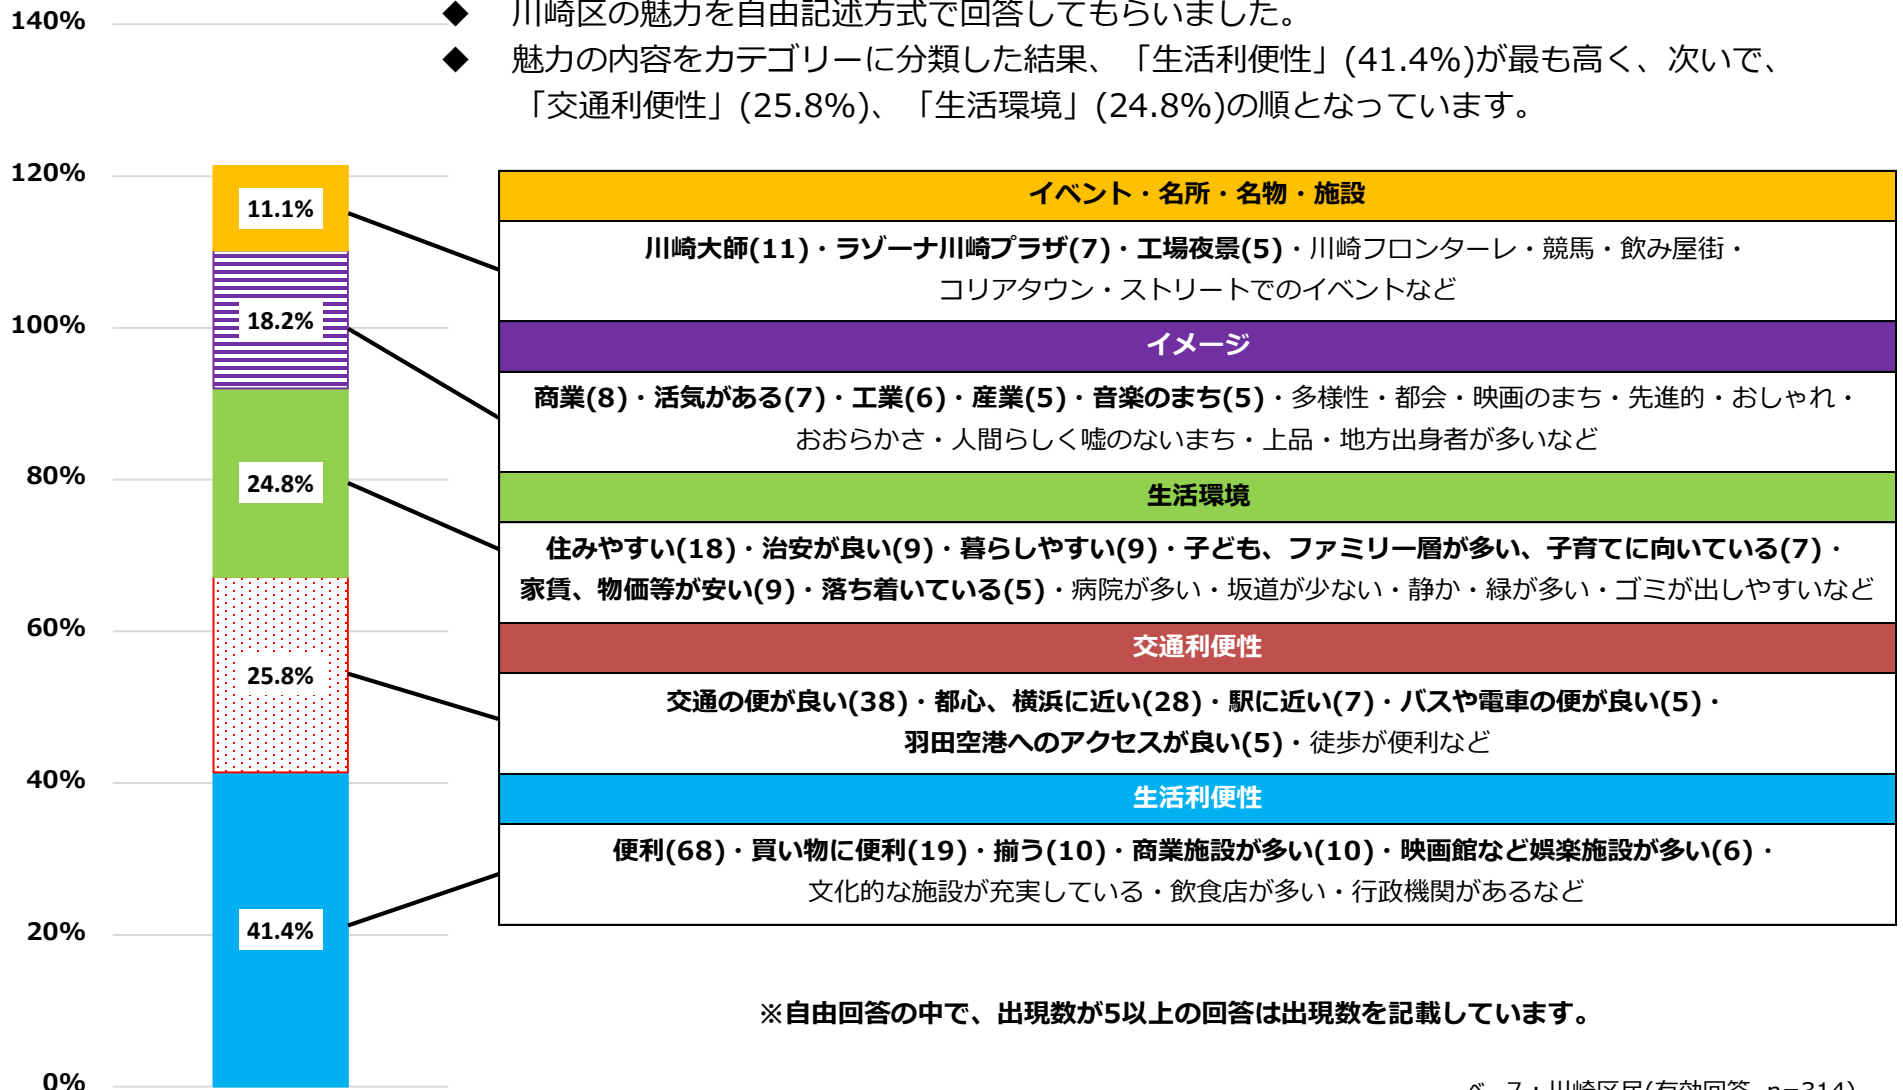 ◆ 川崎区の魅力を自由記述方式で回答してもらいました。
◆ 魅力の内容をカテゴリーに分類した結果、「生活利便性」(41.4%)が最も高く、次いで、
「交通利便性」(25.8%)、「生活環境」(24.8%)の順となっています。
140%
120%
100%
80%
60%
40%
20%
0%
11.1%
18.2%
24.8%
25.8%
41.4%
イベント・名所・名物・施設
川崎大師(11)・ラゾーナ川崎プラザ(7)・工場夜景(5)・川崎フロンターレ・競馬・飲み屋街・
コリアタウン・ストリートでのイベントなど
イメージ
商業(8)・活気がある(7)・工業(6)・産業(5)・音楽のまち(5)・多様性・都会・映画のまち・先進的・おしゃれ・
おおらかさ・人間らしく嘘のないまち・上品・地方出身者が多いなど
生活環境
住みやすい(18)・治安が良い(9)・暮らしやすい(9)・子ども、ファミリー層が多い、子育てに向いている(7)・
家賃、物価等が安い(9)・落ち着いている(5)・病院が多い・坂道が少ない・静か・緑が多い・ゴミが出しやすいなど
交通利便性
交通の便が良い(38)・都心、横浜に近い(28)・駅に近い(7)・バスや電車の便が良い(5)・
羽田空港へのアクセスが良い(5)・徒歩が便利など
生活利便性
便利(68)・買い物に便利(19)・揃う(10)・商業施設が多い(10)・映画館など娯楽施設が多い(6)・
文化的な施設が充実している・飲食店が多い・行政機関があるなど
※自由回答の中で、出現数が5以上の回答は出現数を記載しています。
ベース：川崎区民(有効回答 n=314)